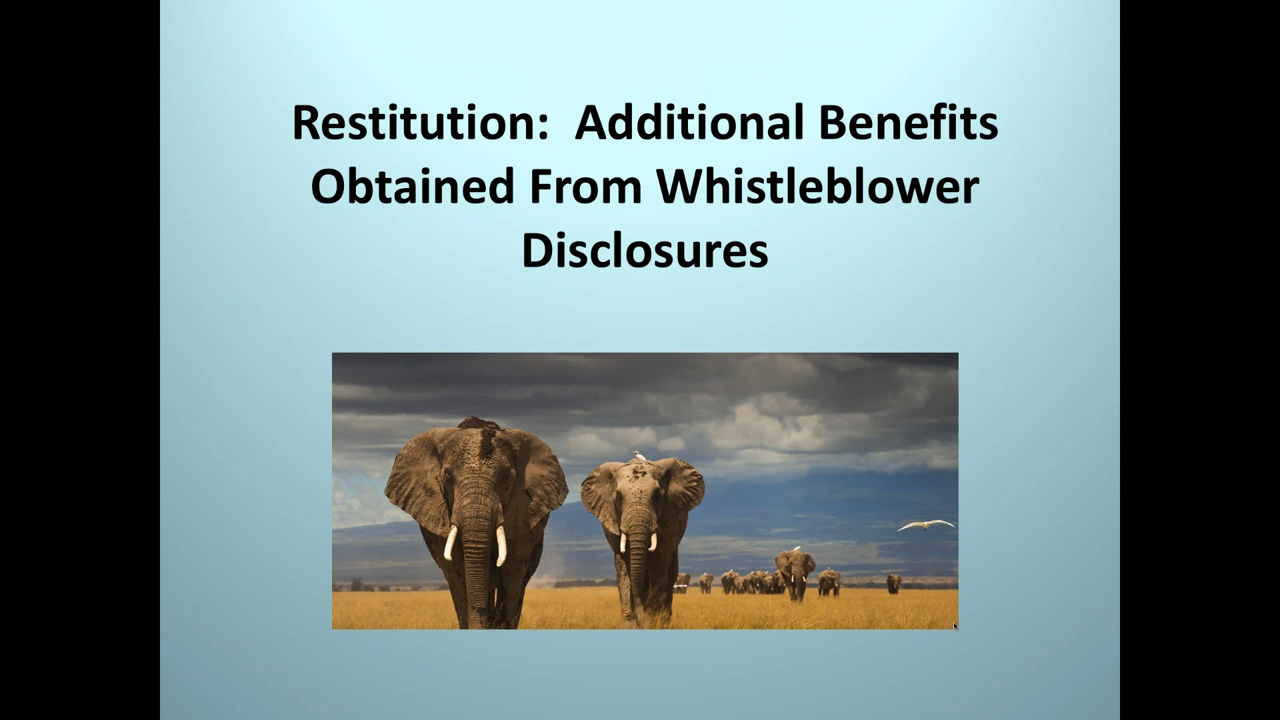 Restitution:  Additional Benefits
Obtained From Whistleblower
Disclosures